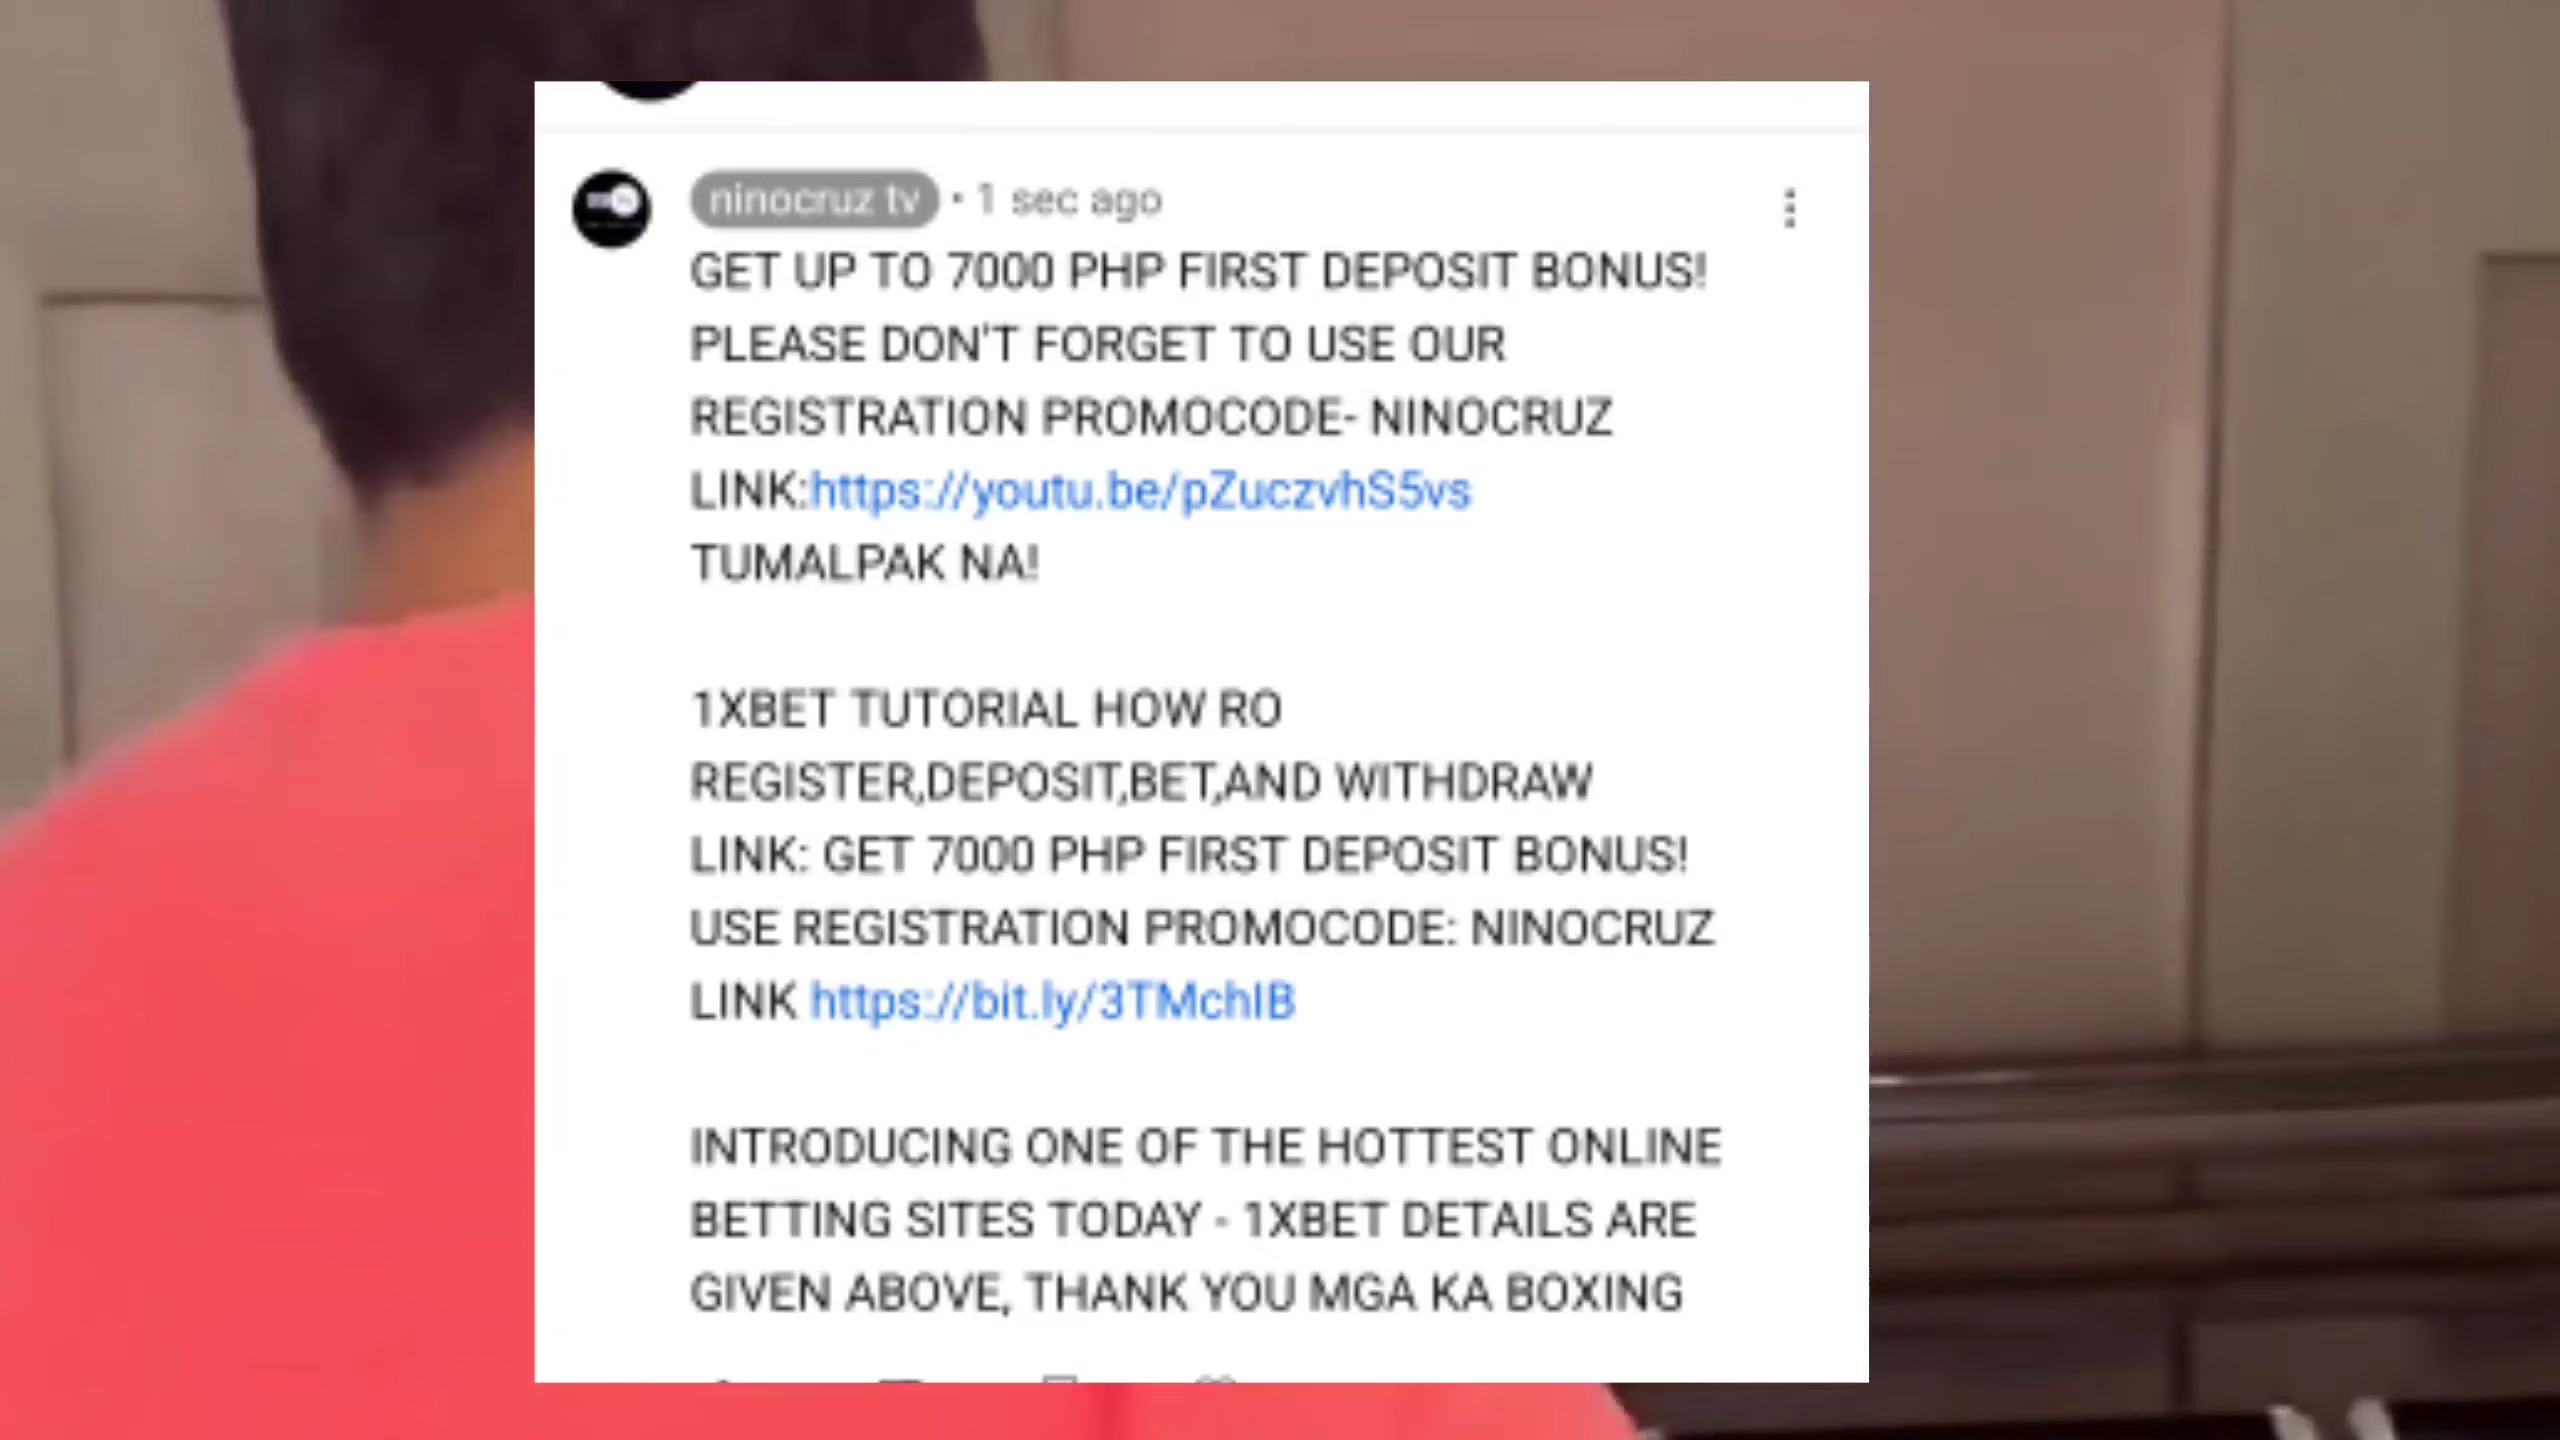 ninocruz tv • 1 sec ago
GET UP TO 7000 PHP FIRST DEPOSIT BONUS!
PLEASE DON'T FORGET TO USE OUR
REGISTRATION PROMOCODE- NINOCRUZ
LINK:https://youtu.be/pZuczvhS5vs
TUMALPAK NA!
1XBET TUTORIAL HOW RO
REGISTER,DEPOSIT,BET,AND WITHDRAW
LINK: GET 7000 PHP FIRST DEPOSIT BONUS!
USE REGISTRATION PROMOCODE: NINOCRUZ
LINK https://bit.ly/3TMchIB
INTRODUCING ONE OF THE HOTTEST ONLINE
BETTING SITES TODAY - 1XBET DETAILS ARE
GIVEN ABOVE, THANK YOU MGA KA BOXING